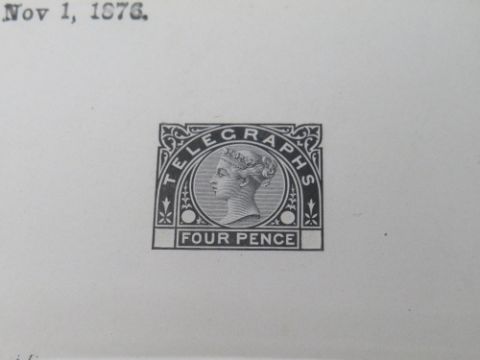 Nov 1, 1876.
TELEGRAPHS
FOUR PENCE